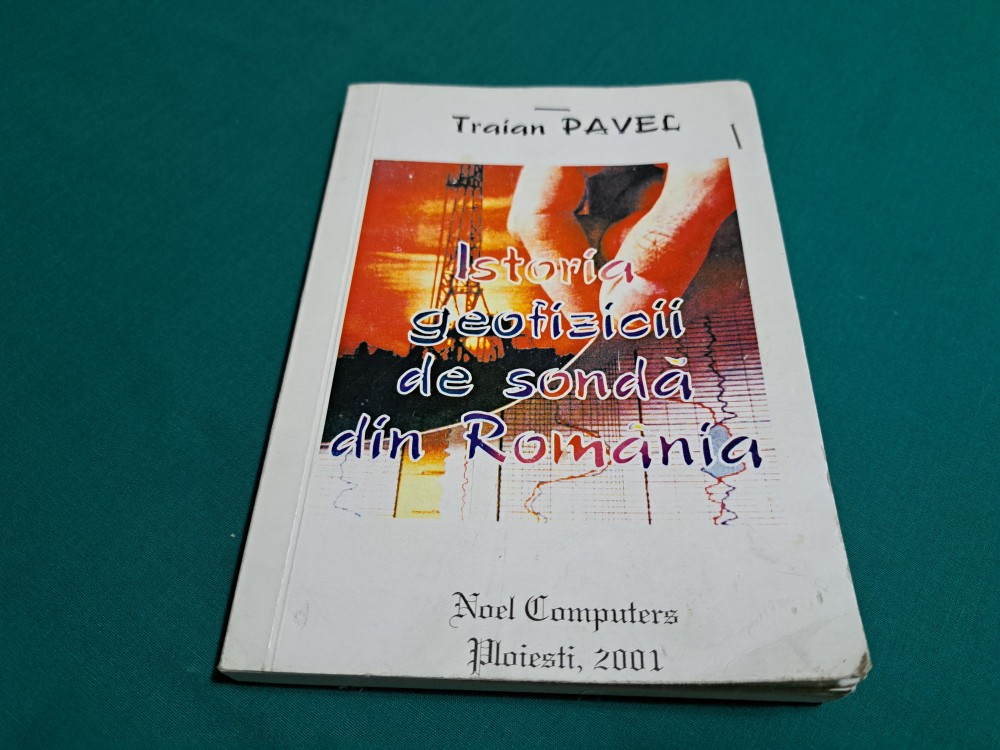 Traian PAVEL
Istoria
geofizicii
de sondă
din România
Noel Computers
Ploiesti, 2001